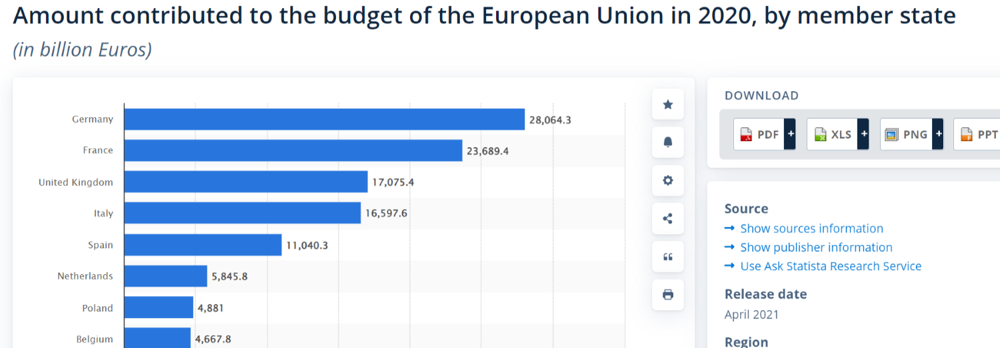 Amount contributed to the budget of the European Union in 2020, by member state
(in billion Euros)
Germany 28,064.3
France 23,689.4
United Kingdom 17,075.4
Italy 16,597.6
Spain 11,040.3
Netherlands 5,845.8
Poland 4,881
Belgium 4,667.8
DOWNLOAD
PDF + XLS + PNG + PPT
Source
→ Show sources information
→ Show publisher information
→ Use Ask Statista Research Service
Release date
April 2021
Region